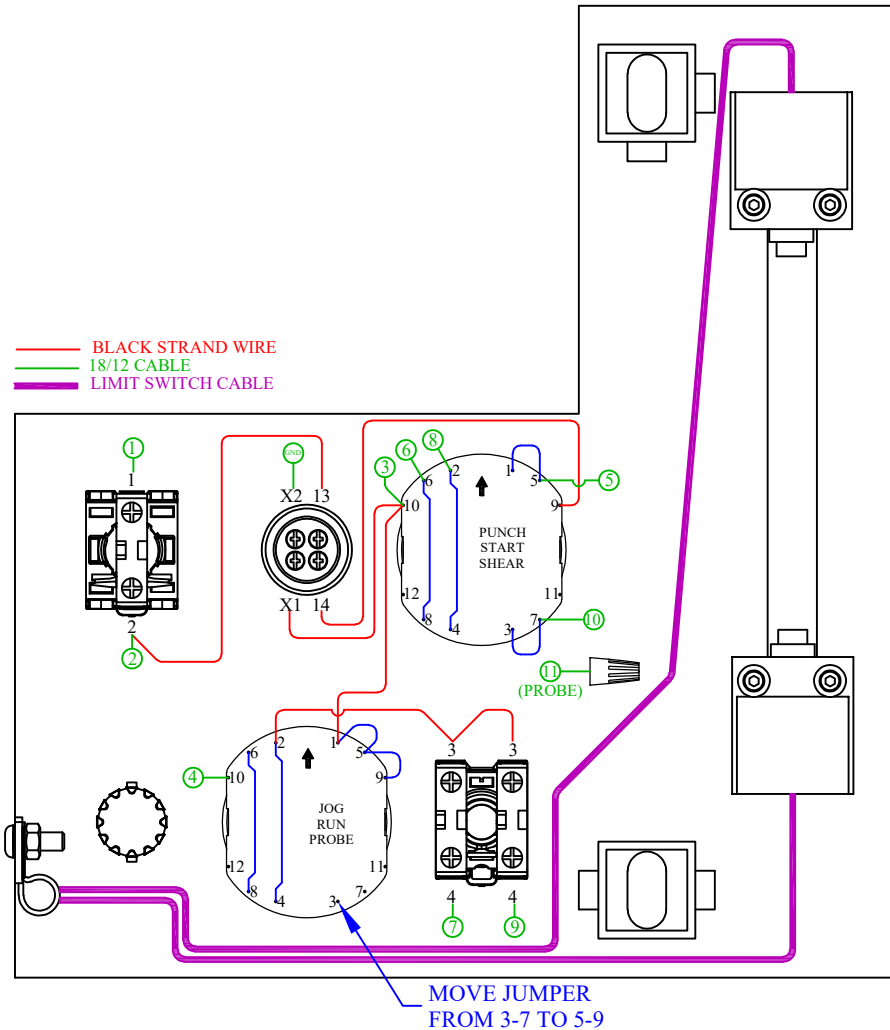 BLACK STRAND WIRE
18/12 CABLE
LIMIT SWITCH CABLE
1
1
2
2
GND
X2 13
X1 14
3
6
8
10
6
2
1
5
5
9
PUNCH
START
SHEAR
12
11
8
4
3
7
10
11
(PROBE)
4
10
6
2
1
5
9
JOG
RUN
PROBE
12
11
8
4
3
7
3
3
4
4
7
9
MOVE JUMPER
FROM 3-7 TO 5-9